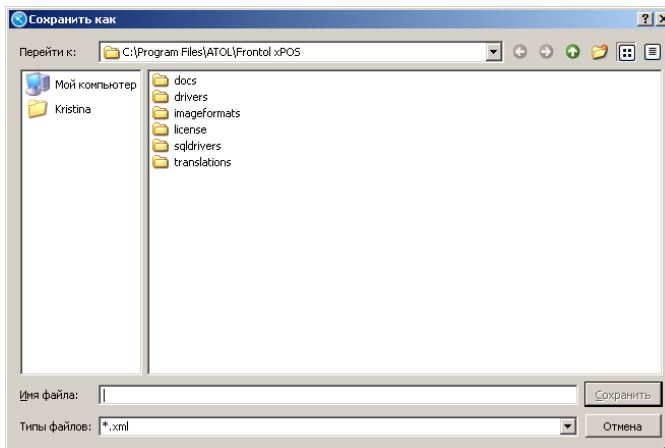 Сохранить как
Перейти к: C:\Program Files\ATOL\Frontol xPOS
Мой компьютер
Kristina
docs
drivers
imageformats
license
sqldrivers
translations
Имя файла: Сохранить
Типы файлов: *.xml Отмена